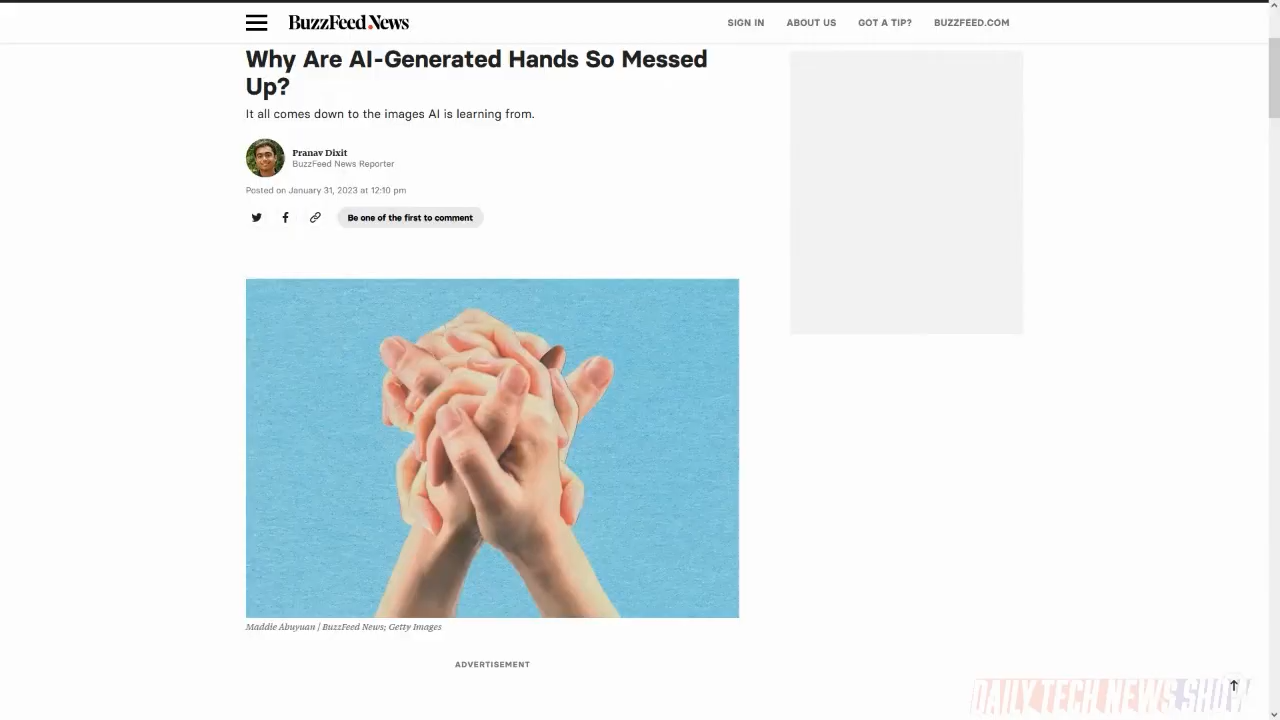 BuzzFeed News
SIGN IN
ABOUT US
GOT A TIP?
BUZZFEED.COM
Why Are AI-Generated Hands So Messed
Up?
It all comes down to the images AI is learning from.
Pranav Dixit
BuzzFeed News Reporter
Posted on January 31, 2023 at 12:10 pm
Be one of the first to comment
Maddie Abuyuan | BuzzFeed News; Getty Images
ADVERTISEMENT
DAILY TECH NEWS SHOW